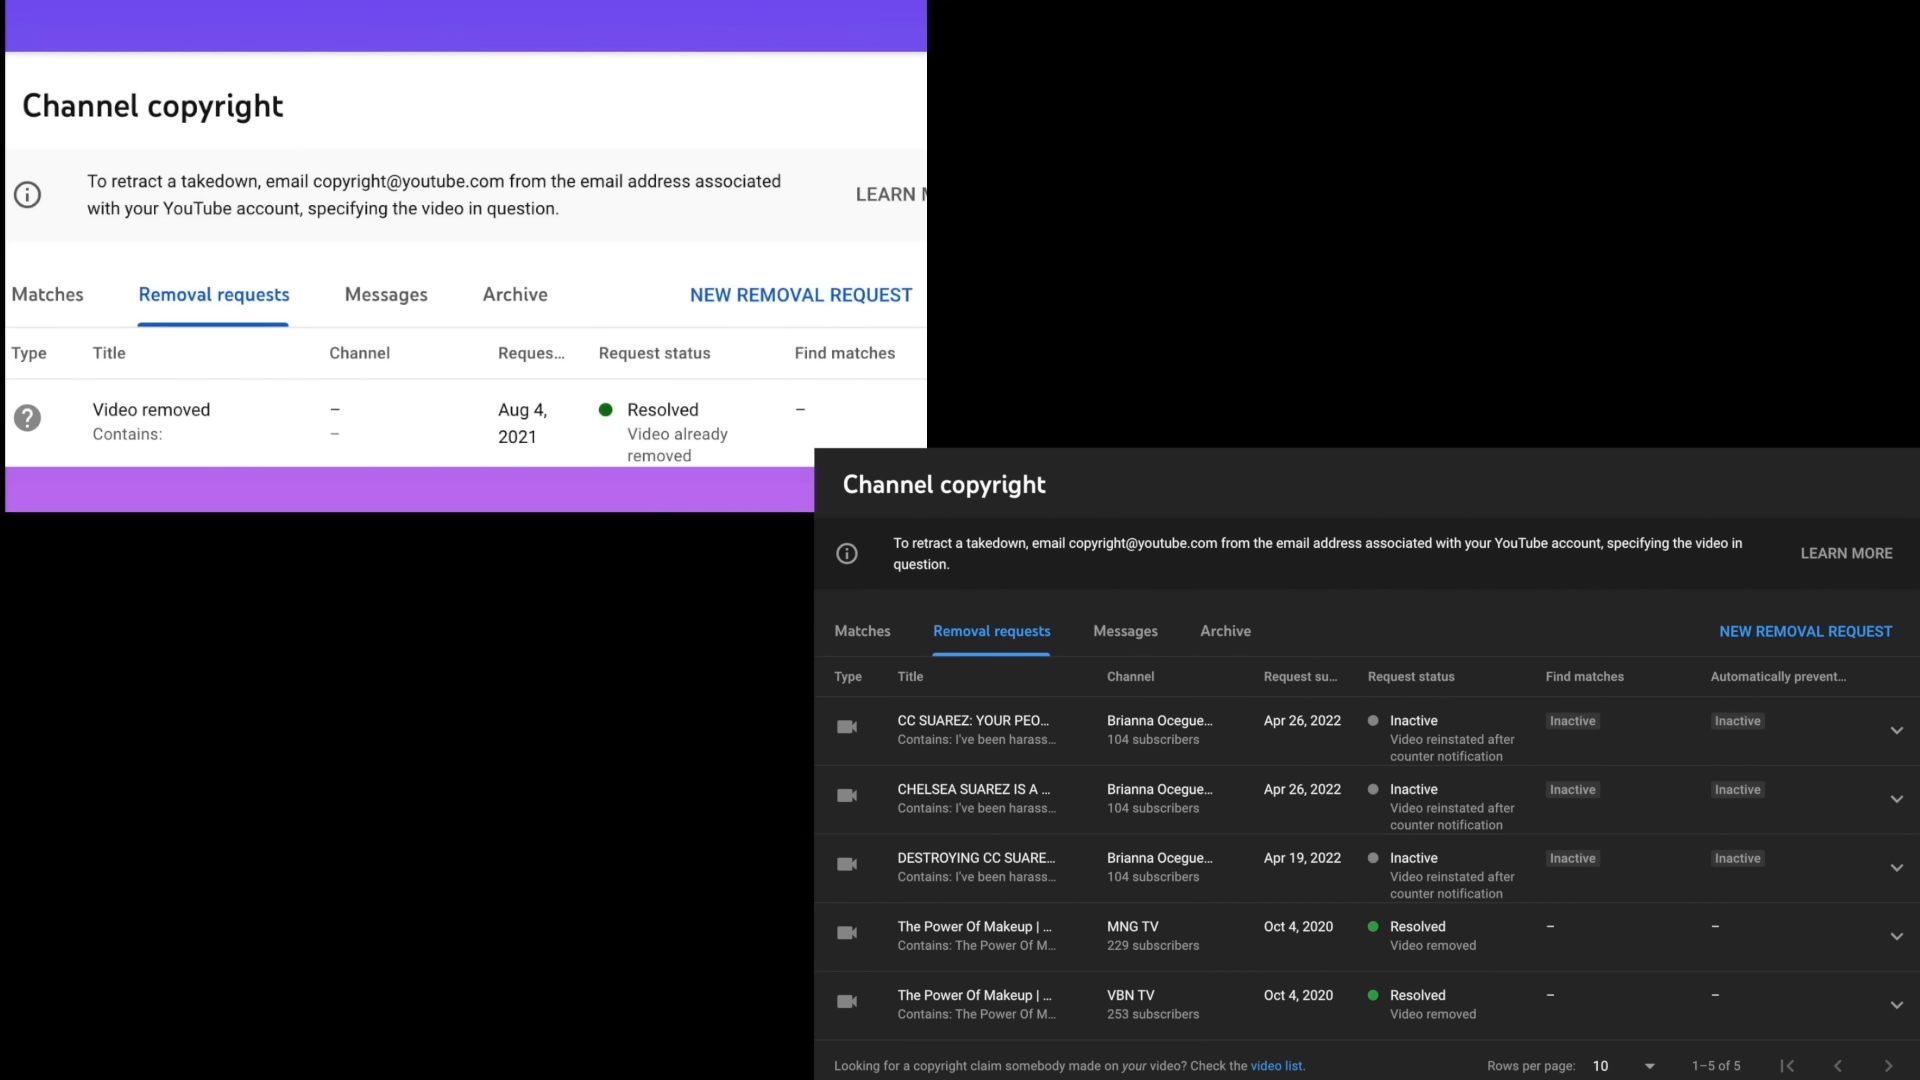 Channel copyright
To retract a takedown, email copyright@youtube.com from the email address associated
with your YouTube account, specifying the video in question.
LEARN
Matches Removal requests Messages Archive NEW REMOVAL REQUEST
Type Title Channel Reques... Request status Find matches
Video removed – Aug 4, Resolved –
Contains: – 2021 Video already
removed
Channel copyright
To retract a takedown, email copyright@youtube.com from the email address associated with your YouTube account, specifying the video in
question.
LEARN MORE
Matches Removal requests Messages Archive NEW REMOVAL REQUEST
Type Title Channel Request su... Request status Find matches Automatically prevent...
CC SUAREZ: YOUR PEO... Brianna Ocegue... Apr 26, 2022 Inactive Inactive Inactive
Contains: I've been harass... 104 subscribers Video reinstated after
counter notification
CHELSEA SUAREZ IS A ... Brianna Ocegue... Apr 26, 2022 Inactive Inactive Inactive
Contains: I've been harass... 104 subscribers Video reinstated after
counter notification
DESTROYING CC SUARE... Brianna Ocegue... Apr 19, 2022 Inactive Inactive Inactive
Contains: I've been harass... 104 subscribers Video reinstated after
counter notification
The Power Of Makeup | ... MNG TV Oct 4, 2020 Resolved – –
Contains: The Power Of M... 229 subscribers Video removed
The Power Of Makeup | ... VBN TV Oct 4, 2020 Resolved – –
Contains: The Power Of M... 253 subscribers Video removed
Looking for a copyright claim somebody made on your video? Check the video list. Rows per page: 10 1–5 of 5